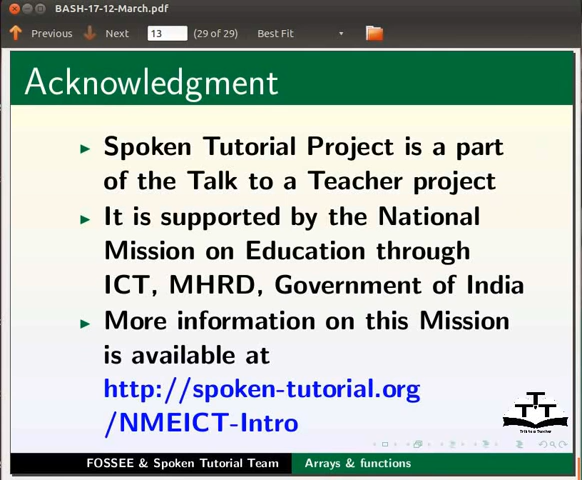 BASH-17-12-March.pdf
Previous Next 13 (29 of 29) Best Fit
Acknowledgment
Spoken Tutorial Project is a part
of the Talk to a Teacher project
It is supported by the National
Mission on Education through
ICT, MHRD, Government of India
More information on this Mission
is available at
http://spoken-tutorial.org
/NMEICT-Intro
FOSSEE & Spoken Tutorial Team Arrays & functions